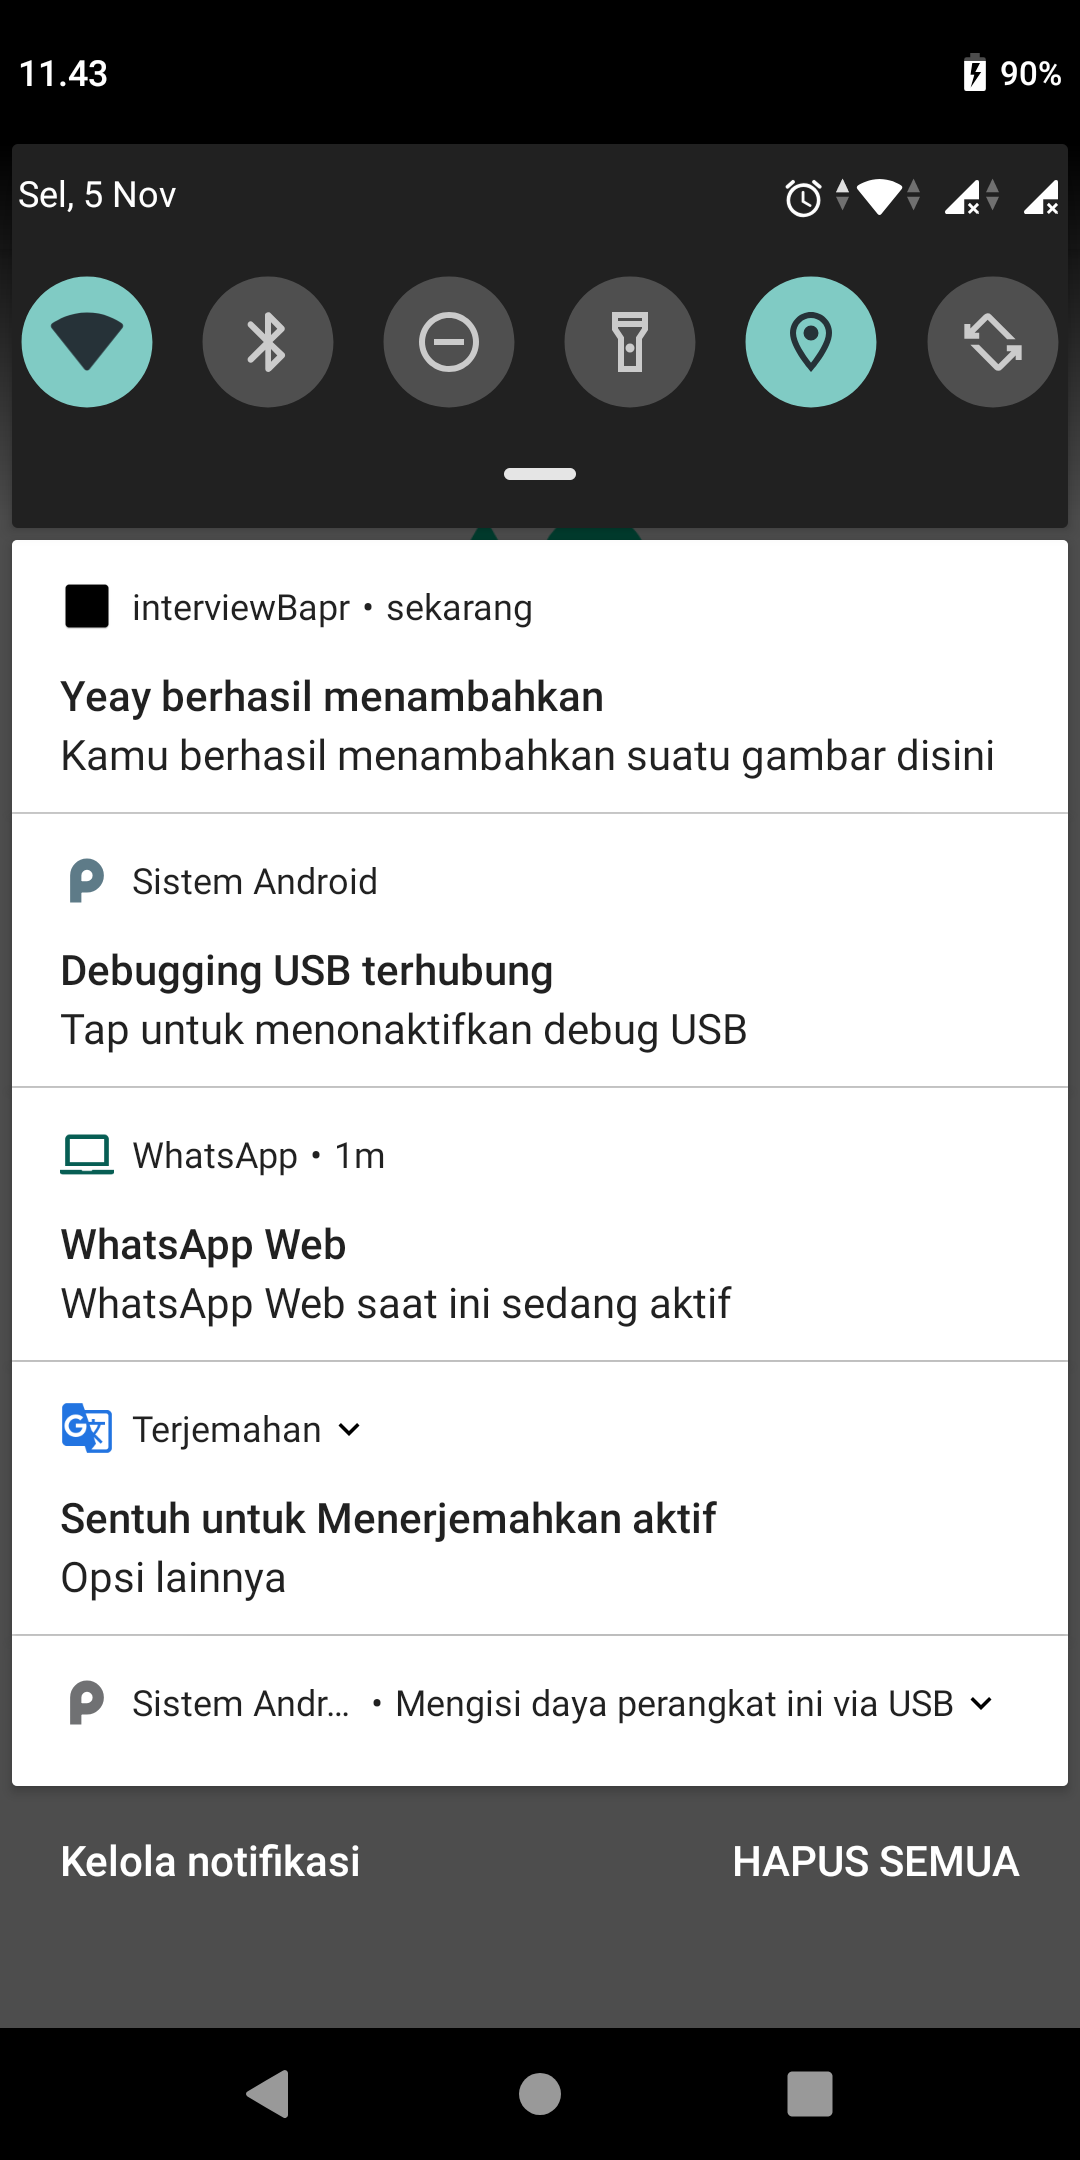 11.43
90%
Sel, 5 Nov
interviewBapr • sekarang
Yeay berhasil menambahkan
Kamu berhasil menambahkan suatu gambar disini
Sistem Android
Debugging USB terhubung
Tap untuk menonaktifkan debug USB
WhatsApp • 1m
WhatsApp Web
WhatsApp Web saat ini sedang aktif
Terjemahan
Sentuh untuk Menerjemahkan aktif
Opsi lainnya
Sistem Andr... • Mengisi daya perangkat ini via USB
Kelola notifikasi
HAPUS SEMUA